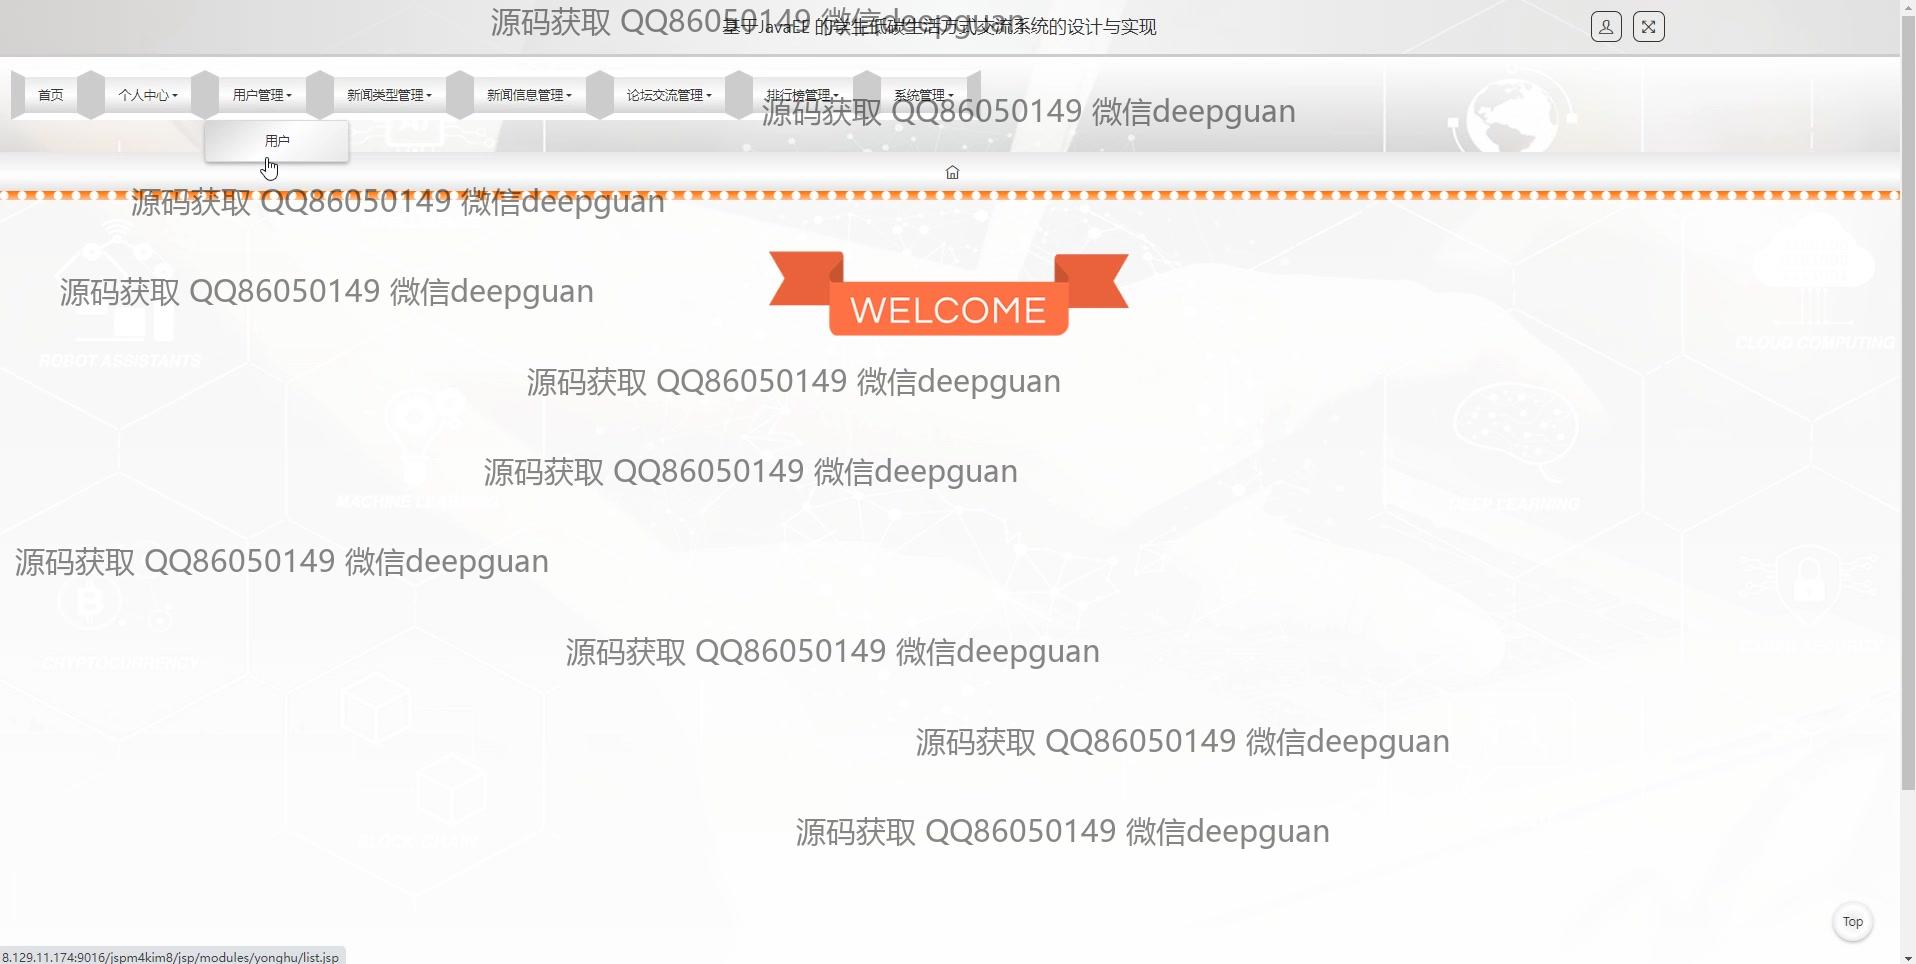 源码获取 QQ86050149 微信deepguan
基于JavaEE 的学生低碳生活方式交流系统的设计与实现
首页
个人中心
用户管理
新闻类型管理
新闻信息管理
论坛交流管理
排行榜管理
系统管理
源码获取 QQ86050149 微信deepguan
用户
源码获取 QQ86050149 微信deepguan
WELCOME
源码获取 QQ86050149 微信deepguan
ROBOT ASSISTANTS
CLOUD COMPUTING
源码获取 QQ86050149 微信deepguan
源码获取 QQ86050149 微信deepguan
MACHINE LEARNING
DEEP LEARNING
源码获取 QQ86050149 微信deepguan
源码获取 QQ86050149 微信deepguan
CRYPTOCURRENCY
源码获取 QQ86050149 微信deepguan
源码获取 QQ86050149 微信deepguan
BLOCK CHAIN
Top
8.129.11.174:9016/jspm4kim8/jsp/modules/yonghu/list.jsp